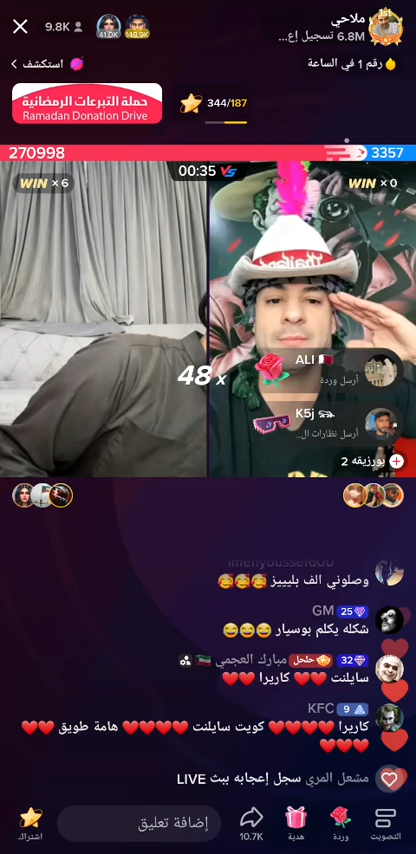 ملاحي
1st
6.8M تسجيل إع...
9.8K
41.0K
149.9K
رقم 1 في الساعة
استكشف
حملة التبرعات الرمضانية
Ramadan Donation Drive
344/187
270998
3357
WIN × 6
00:35 VS
WIN × 0
48 x
ALI 🇶🇦
أرسل وردة
K5j
أرسل نظارات ال...
بورزيقه 2
imenyoussef800
وصلوني الف بليييز 🥰🥰🥰
GM 25
شكله يكلم بوسيار 😂😂😂
مبارك العجمي 🇰🇼 حلحل 32
سايلنت ❤️❤️ كاريرا ❤️❤️
KFC 9
كاريرا ❤️❤️❤️❤️❤️ كويت سايلنت ❤️❤️❤️❤️❤️ هامة طويق ❤️❤️
❤️❤️❤️
مشعل المري سجل إعجابه ببث LIVE
اشتراك
إضافة تعليق
10.7K
هدية
وردة
التصويت